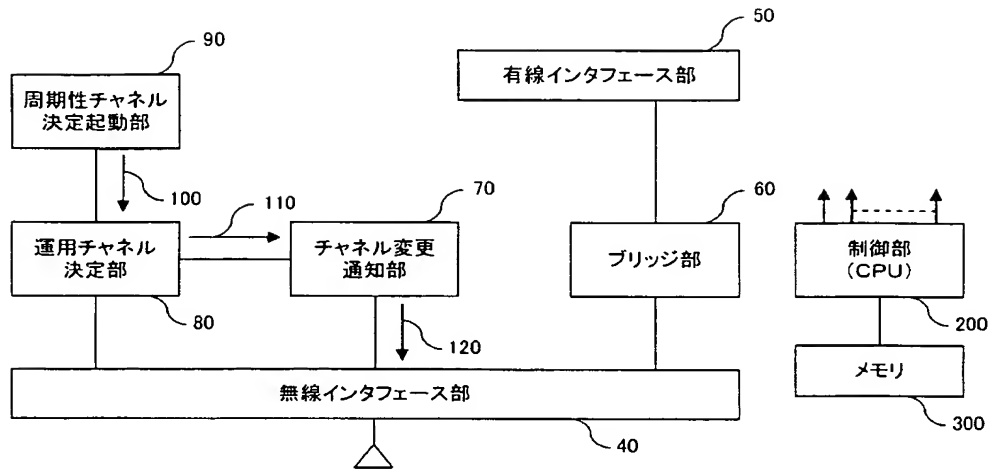 90
周期性チャネル
決定起動部
100
運用チャネル
決定部
80
110
70
チャネル変更
通知部
120
50
有線インタフェース部
60
ブリッジ部
無線インタフェース部
40
制御部
(CPU)
200
メモリ
300